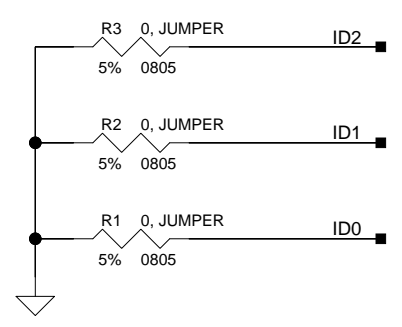 R3 0, JUMPER
ID2
5% 0805
R2 0, JUMPER
ID1
5% 0805
R1 0, JUMPER
ID0
5% 0805